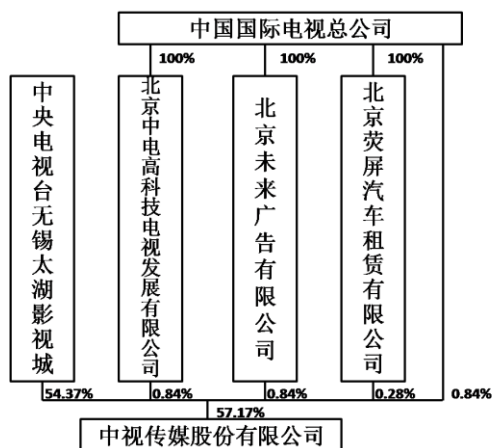 中国国际电视总公司
100%
100%
100%
中央电视台无锡太湖影视城
北京中电高科技电视发展有限公司
北京未来广告有限公司
北京荧屏汽车租赁有限公司
54.37%
0.84%
0.84%
0.28%
0.84%
57.17%
中视传媒股份有限公司